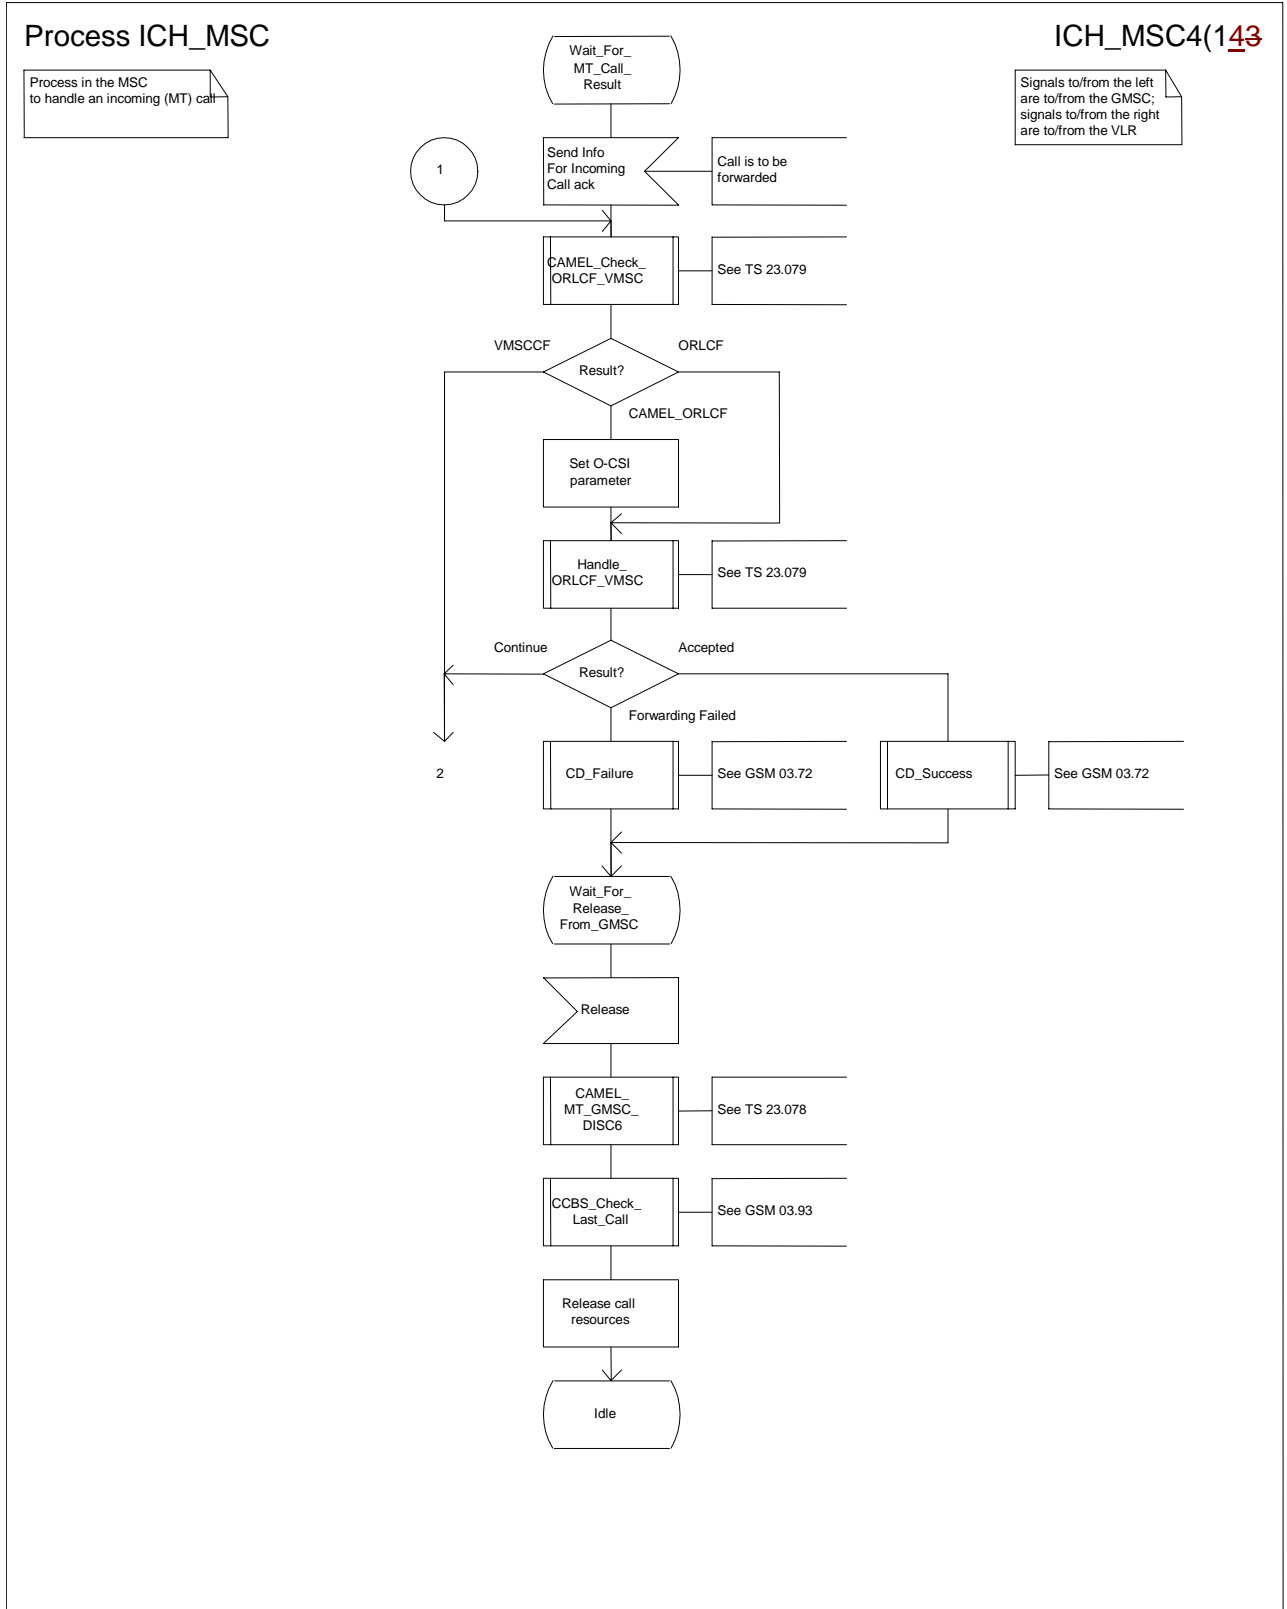 Process ICH_MSC
ICH_MSC4(143
Process in the MSC
to handle an incoming (MT) call
Signals to/from the left
are to/from the GMSC;
signals to/from the right
are to/from the VLR
Wait_For_
MT_Call_
Result
1
Send Info
For Incoming
Call ack
Call is to be
forwarded
CAMEL_Check_
ORLCF_VMSC
See TS 23.079
VMSCCF
ORLCF
Result?
CAMEL_ORLCF
Set O-CSI
parameter
Handle_
ORLCF_VMSC
See TS 23.079
Continue
Accepted
Result?
Forwarding Failed
2
CD_Failure
See GSM 03.72
CD_Success
See GSM 03.72
Wait_For_
Release_
From_GMSC
Release
CAMEL_
MT_GMSC_
DISC6
See TS 23.078
CCBS_Check_
Last_Call
See GSM 03.93
Release call
resources
Idle